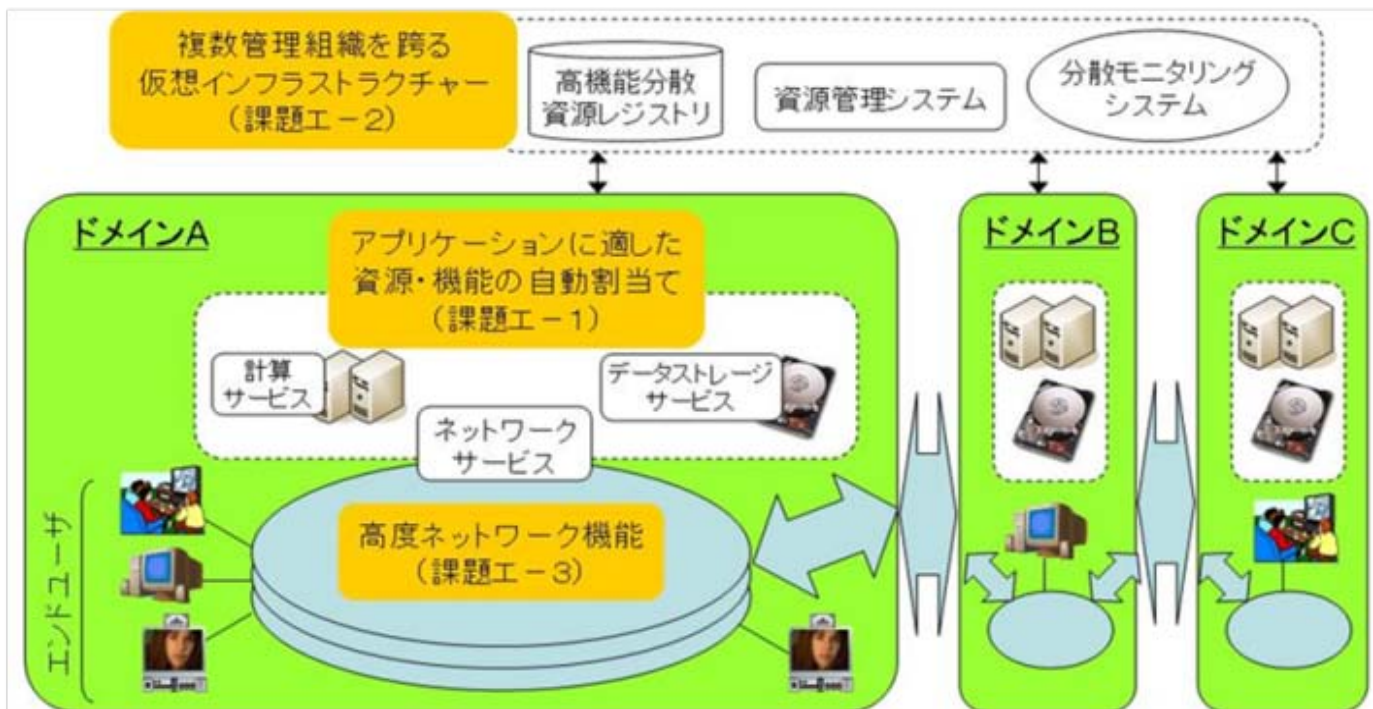 複数管理組織を跨る
仮想インフラストラクチャー
(課題エ－2)
高機能分散
資源レジストリ
資源管理システム
分散モニタリング
システム
ドメインA
アプリケーションに適した
資源・機能の自動割当て
(課題エ－1)
計算
サービス
データストレージ
サービス
ネットワーク
サービス
高度ネットワーク機能
(課題エ－3)
エンドユーザ
ドメインB
ドメインC